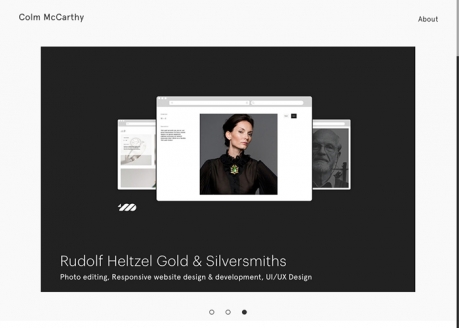 Colm McCarthy
About
Rudolf Heltzel Gold & Silversmiths
Photo editing, Responsive website design & development, UI/UX Design